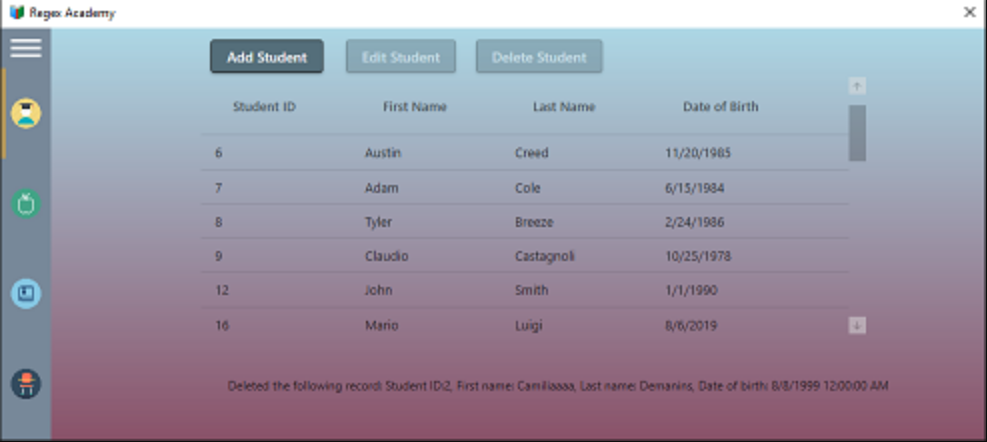 Regex Academy
Add Student Edit Student Delete Student
Student ID First Name Last Name Date of Birth
6 Austin Creed 11/20/1985
7 Adam Cole 6/15/1984
8 Tyler Breeze 2/24/1986
9 Claudio Castagnoli 10/25/1978
12 John Smith 1/1/1990
16 Mario Luigi 8/6/2019
Deleted the following record: Student ID:2, First name: Camiliaaaa, Last name: Demanins, Date of birth: 8/8/1999 12:00:00 AM